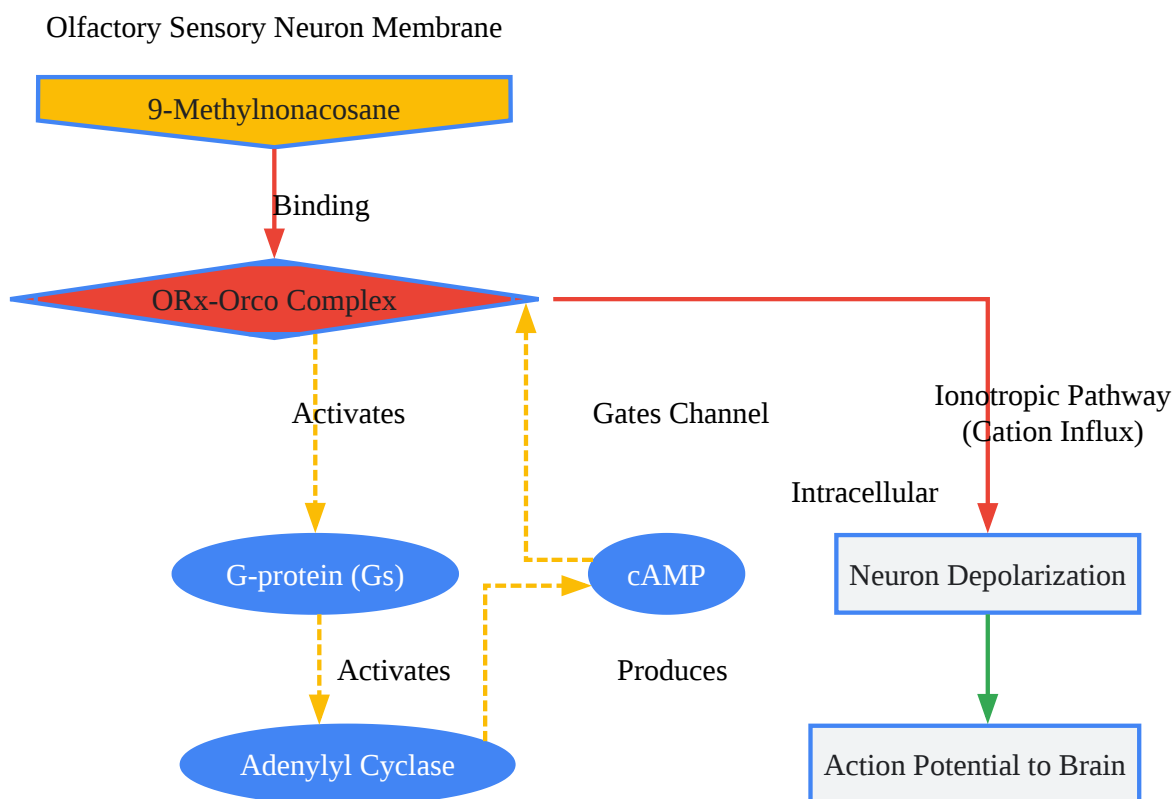 Olfactory Sensory Neuron Membrane
9-Methylnonacosane
Binding
ORx-Orco Complex
Activates
Gates Channel
Ionotropic Pathway
(Cation Influx)
Intracellular
G-protein (Gs)
cAMP
Neuron Depolarization
Activates
Produces
Adenylyl Cyclase
Action Potential to Brain